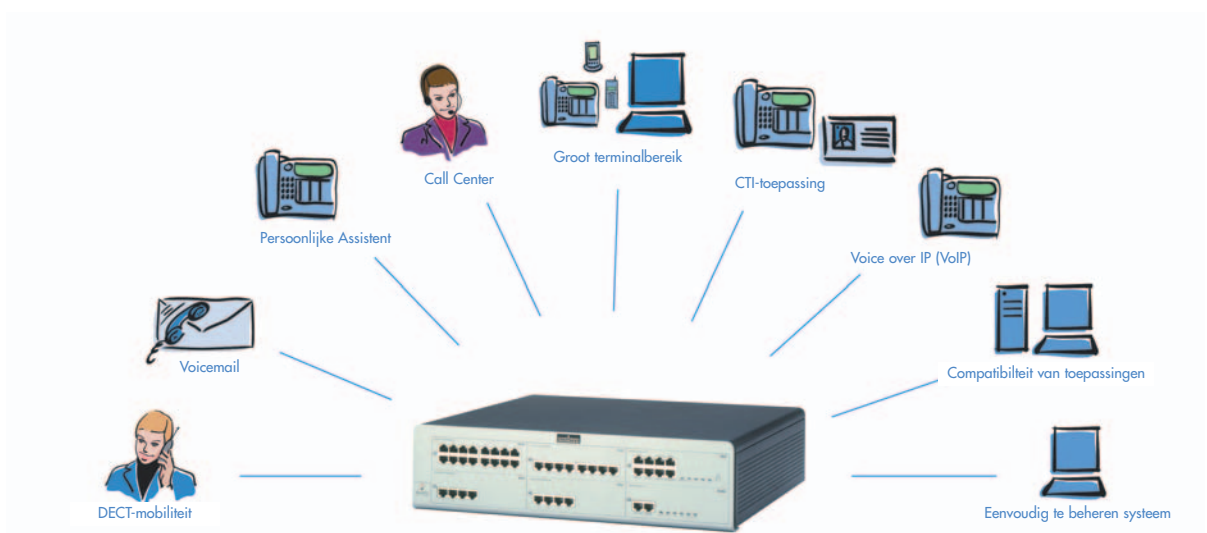 Groot terminalbereik
Call Center
CTI-toepassing
Persoonlijke Assistent
Voice over IP (VoIP)
Voicemail
Compatibilteit van toepassingen
DECT-mobiliteit
Eenvoudig te beheren systeem